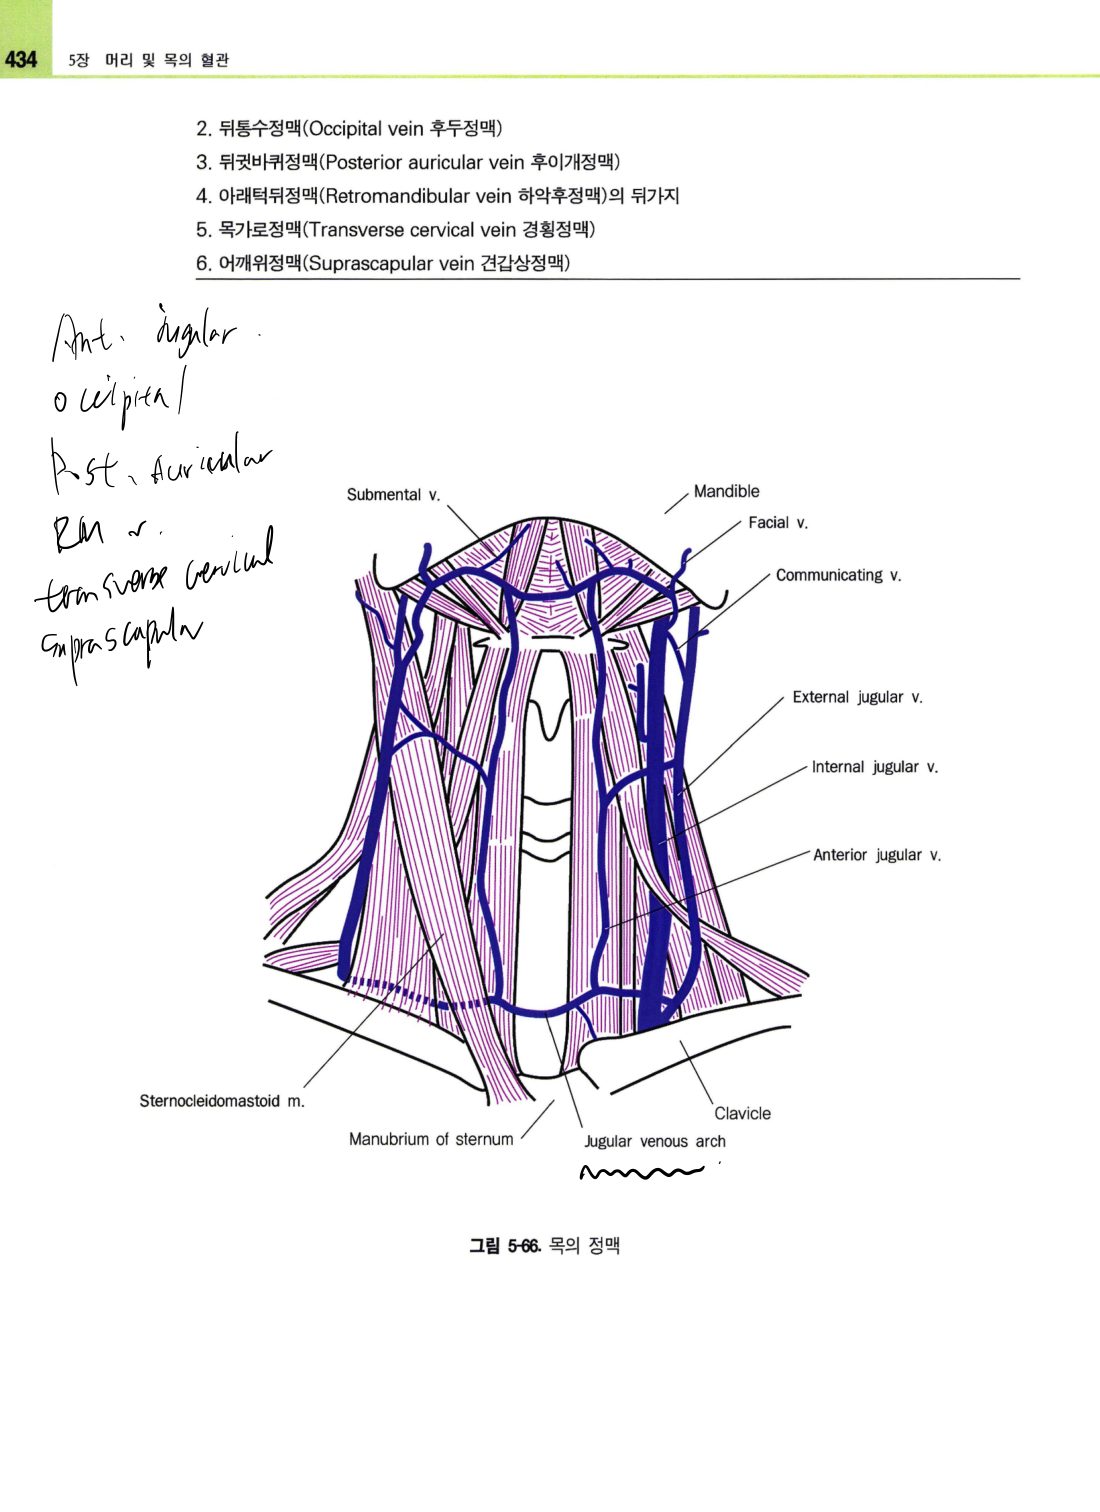 434 5장 머리 및 목의 혈관
2. 뒤통수정맥(Occipital vein 후두정맥)
3. 뒤귓바퀴정맥(Posterior auricular vein 후이개정맥)
4. 아래턱뒤정맥(Retromandibular vein 하악후정맥)의 뒤가지
5. 목가로정맥(Transverse cervical vein 경횡정맥)
6. 어깨위정맥(Suprascapular vein 견갑상정맥)
Ant. jugular
occipital
Post. auricular
RM v.
transverse cervical
suprascapular
Submental v.
Mandible
Facial v.
Communicating v.
External jugular v.
Internal jugular v.
Anterior jugular v.
Sternocleidomastoid m.
Clavicle
Manubrium of sternum
Jugular venous arch
그림 5-66. 목의 정맥